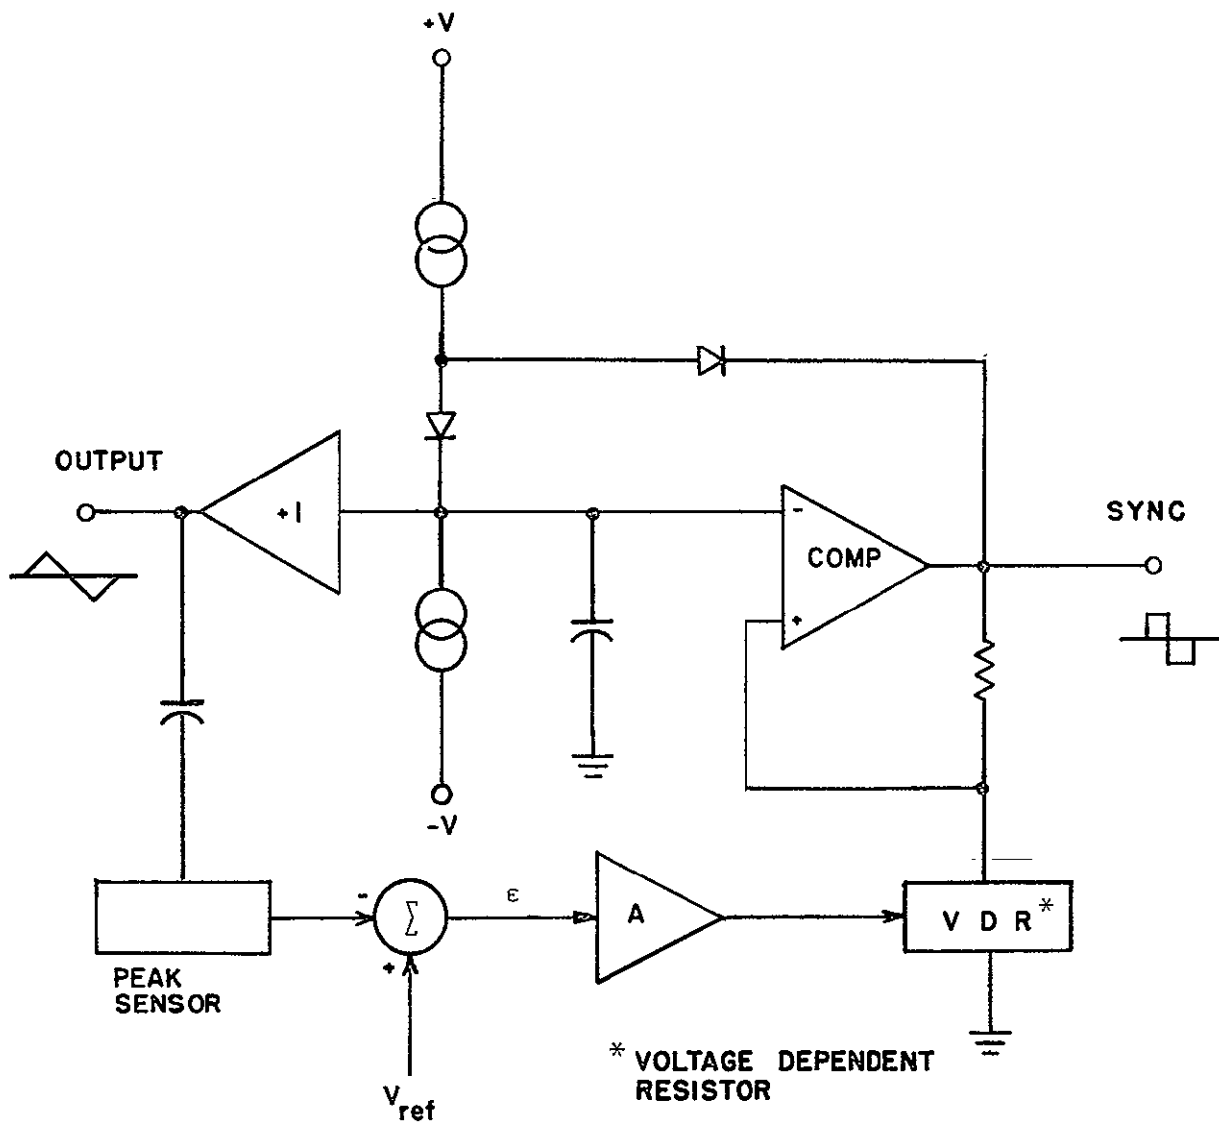 +V
OUTPUT
+1
-
COMP
+
SYNC
-V
-
Σ
+
ε
A
V D R*
PEAK
SENSOR
V_ref
* VOLTAGE DEPENDENT
RESISTOR